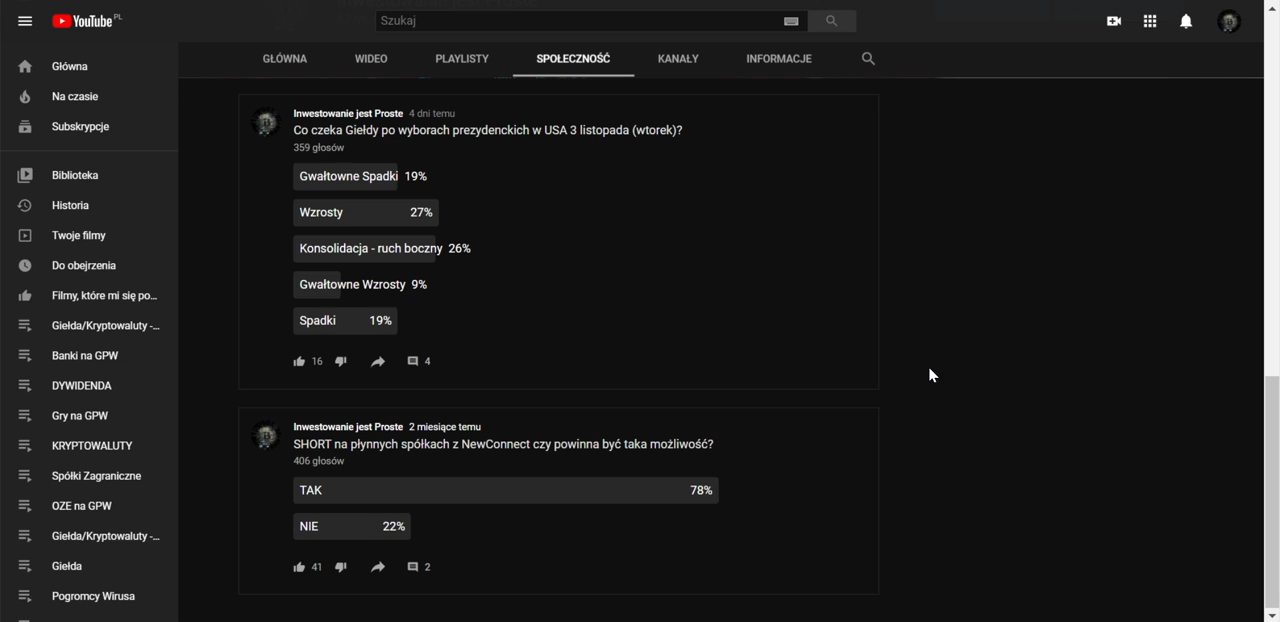 YouTube PL
Szukaj
Główna
Na czasie
Subskrypcje
Biblioteka
Historia
Twoje filmy
Do obejrzenia
Filmy, które mi się po...
Giełda/Kryptowaluty -...
Banki na GPW
DYWIDENDA
Gry na GPW
KRYPTOWALUTY
Spółki Zagraniczne
OZE na GPW
Giełda/Kryptowaluty -...
Giełda
Pogromcy Wirusa
GŁÓWNA WIDEO PLAYLISTY SPOŁECZNOŚĆ KANAŁY INFORMACJE
Inwestowanie jest Proste 4 dni temu
Co czeka Giełdy po wyborach prezydenckich w USA 3 listopada (wtorek)?
359 głosów
Gwałtowne Spadki 19%
Wzrosty 27%
Konsolidacja - ruch boczny 26%
Gwałtowne Wzrosty 9%
Spadki 19%
16 4
Inwestowanie jest Proste 2 miesiące temu
SHORT na płynnych spółkach z NewConnect czy powinna być taka możliwość?
406 głosów
TAK 78%
NIE 22%
41 2